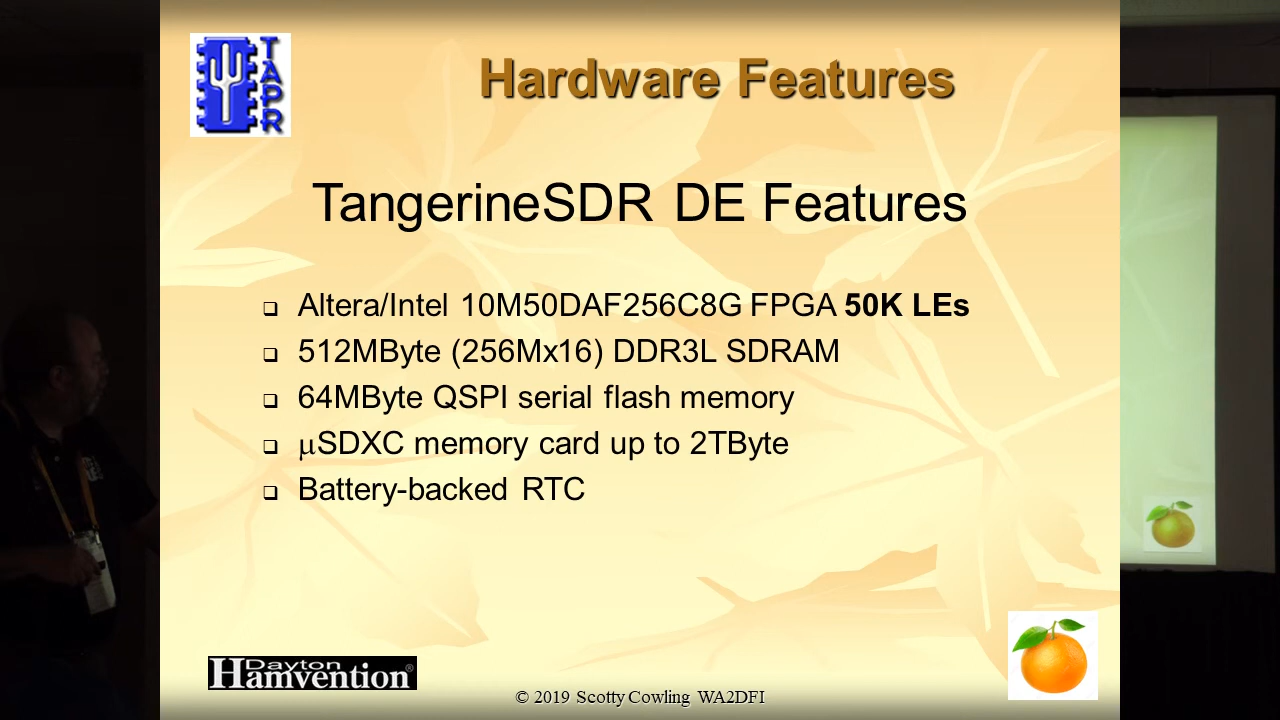 TAPR
Hardware Features
TangerineSDR DE Features
Altera/Intel 10M50DAF256C8G FPGA 50K LEs
512MByte (256Mx16) DDR3L SDRAM
64MByte QSPI serial flash memory
µSDXC memory card up to 2TByte
Battery-backed RTC
Dayton
Hamvention®
© 2019 Scotty Cowling WA2DFI